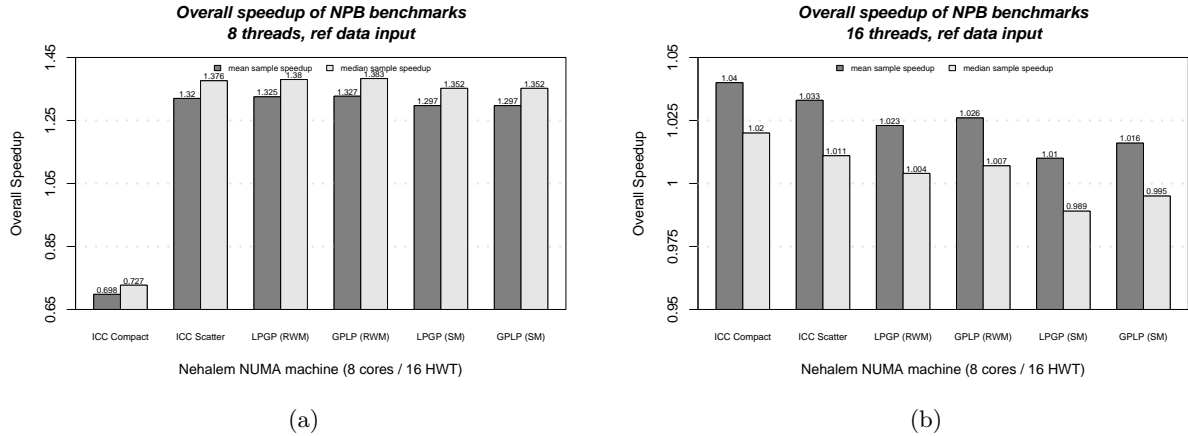 Overall speedup of NPB benchmarks
8 threads, ref data input
mean sample speedup
median sample speedup
Overall Speedup
1.45
1.25
1.05
0.85
0.65
0.698
0.727
1.32
1.376
1.325
1.38
1.327
1.383
1.297
1.352
1.297
1.352
ICC Compact
ICC Scatter
LPGP (RWM)
GPLP (RWM)
LPGP (SM)
GPLP (SM)
Nehalem NUMA machine (8 cores / 16 HWT)
(a)
Overall speedup of NPB benchmarks
16 threads, ref data input
mean sample speedup
median sample speedup
Overall Speedup
1.05
1.025
1
0.975
0.95
1.04
1.02
1.033
1.011
1.023
1.004
1.026
1.007
1.01
0.989
1.016
0.995
ICC Compact
ICC Scatter
LPGP (RWM)
GPLP (RWM)
LPGP (SM)
GPLP (SM)
Nehalem NUMA machine (8 cores / 16 HWT)
(b)